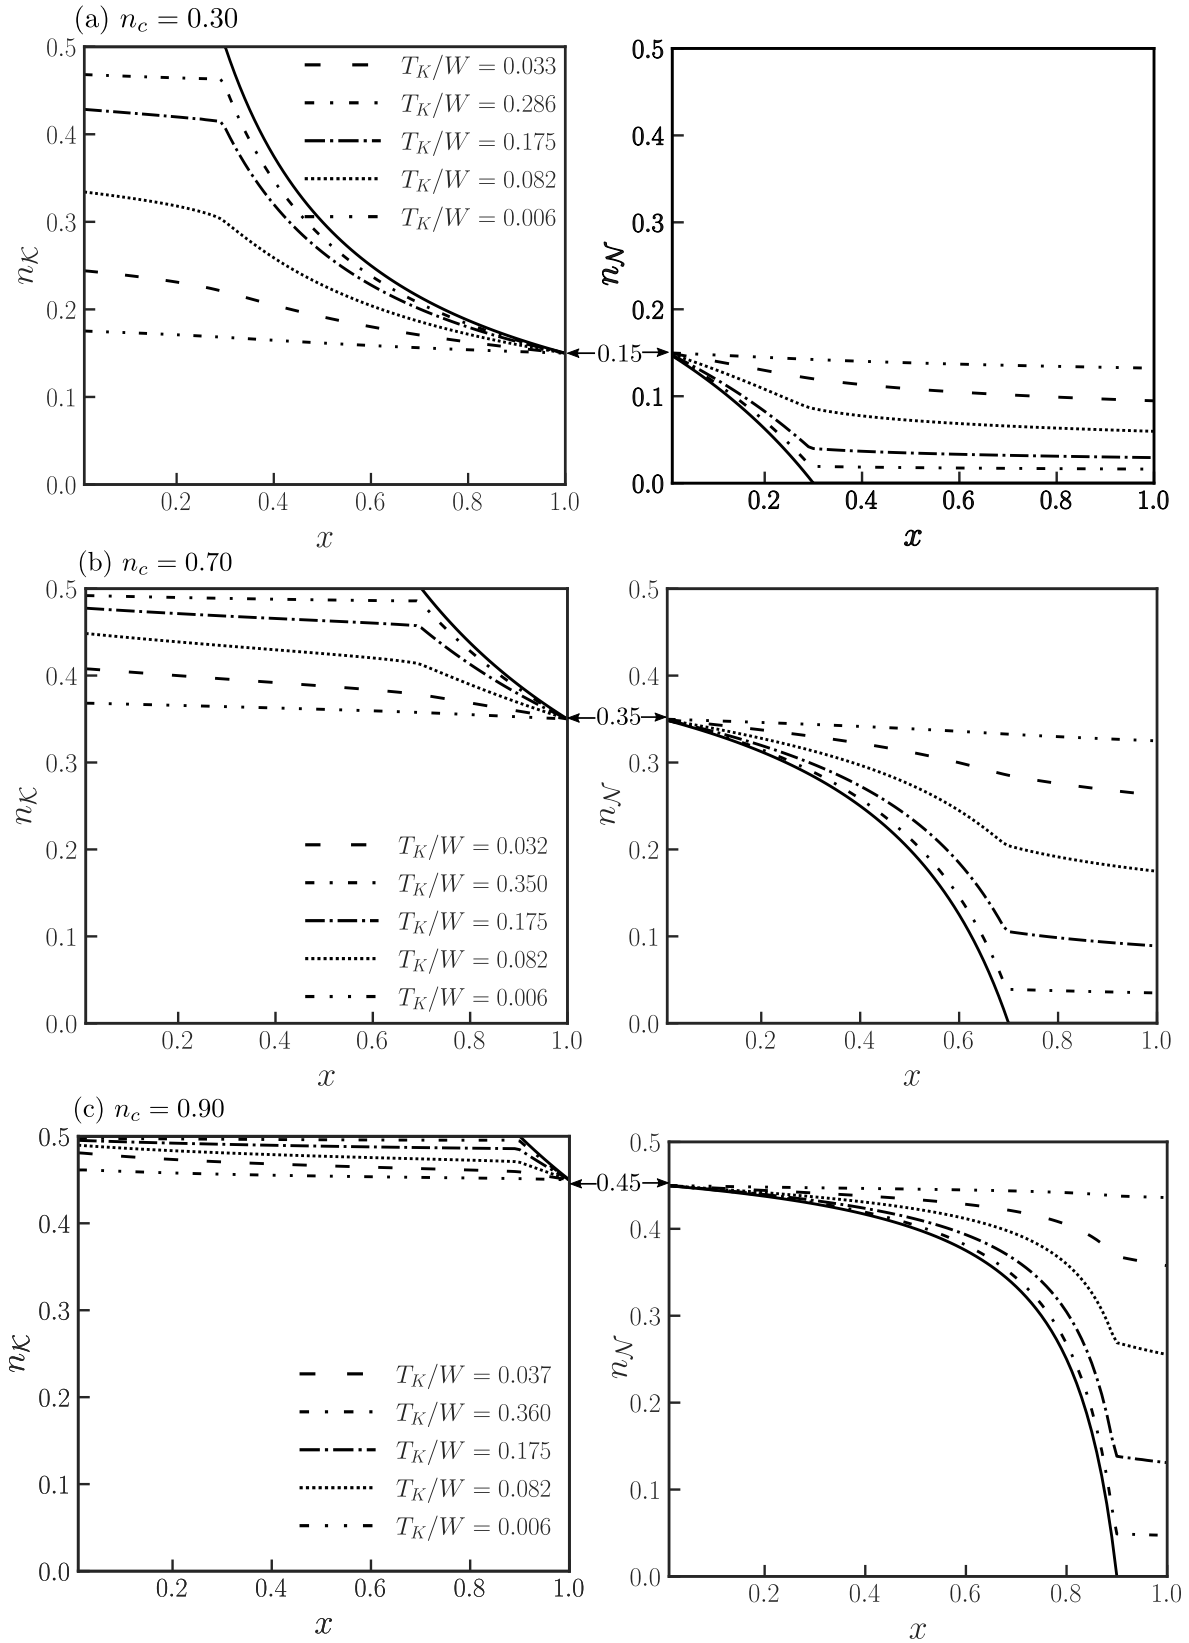 (a) n_c = 0.30
0.5
0.4
0.3
0.2
0.1
0.0
n_𝒦
T_K/W = 0.033
T_K/W = 0.286
T_K/W = 0.175
T_K/W = 0.082
T_K/W = 0.006
0.2 0.4 0.6 0.8 1.0
x
0.15
0.5
0.4
0.3
0.2
0.1
0.0
n_𝒩
0.2 0.4 0.6 0.8 1.0
x
(b) n_c = 0.70
0.5
0.4
0.3
0.2
0.1
0.0
n_𝒦
T_K/W = 0.032
T_K/W = 0.350
T_K/W = 0.175
T_K/W = 0.082
T_K/W = 0.006
0.2 0.4 0.6 0.8 1.0
x
0.35
0.5
0.4
0.3
0.2
0.1
0.0
n_𝒩
0.2 0.4 0.6 0.8 1.0
x
(c) n_c = 0.90
0.5
0.4
0.3
0.2
0.1
0.0
n_𝒦
T_K/W = 0.037
T_K/W = 0.360
T_K/W = 0.175
T_K/W = 0.082
T_K/W = 0.006
0.2 0.4 0.6 0.8 1.0
x
0.45
0.5
0.4
0.3
0.2
0.1
0.0
n_𝒩
0.2 0.4 0.6 0.8 1.0
x